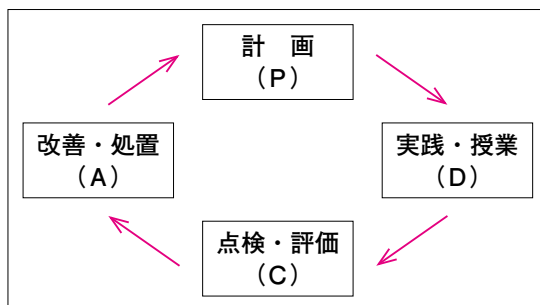 計　画
（P）
実践・授業
（D）
点検・評価
（C）
改善・処置
（A）